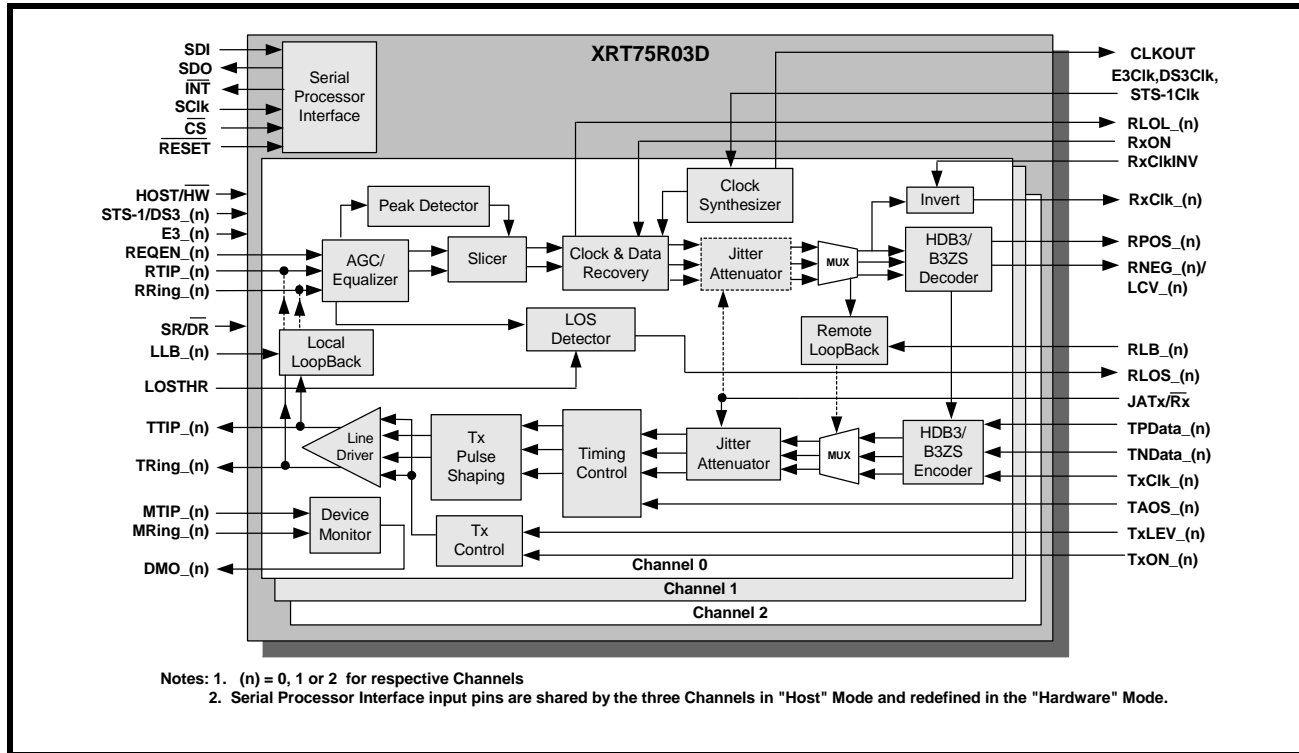 XRT75R03D
SDI
SDO
INT
SClk
CS
RESET
Serial
Processor
Interface
CLKOUT
E3Clk,DS3Clk,
STS-1Clk
RLOL_(n)
RxON
RxClkINV
RxClk_(n)
RPOS_(n)
RNEG_(n)/
LCV_(n)
RLB_(n)
RLOS_(n)
JATx/Rx
TPData_(n)
TNData_(n)
TxClk_(n)
TAOS_(n)
TxLEV_(n)
TxON_(n)
HOST/HW
STS-1/DS3_(n)
E3_(n)
REQEN_(n)
RTIP_(n)
RRing_(n)
SR/DR
LLB_(n)
LOSTHR
TTIP_(n)
TRing_(n)
MTIP_(n)
MRing_(n)
DMO_(n)
Peak Detector
Clock
Synthesizer
Invert
AGC/
Equalizer
Slicer
Clock & Data
Recovery
Jitter
Attenuator
MUX
HDB3/
B3ZS
Decoder
LOS
Detector
Remote
LoopBack
Local
LoopBack
Line
Driver
Tx
Pulse
Shaping
Timing
Control
Jitter
Attenuator
MUX
HDB3/
B3ZS
Encoder
Device
Monitor
Tx
Control
Channel 0
Channel 1
Channel 2
Notes: 1. (n) = 0, 1 or 2 for respective Channels
2. Serial Processor Interface input pins are shared by the three Channels in "Host" Mode and redefined in the "Hardware" Mode.